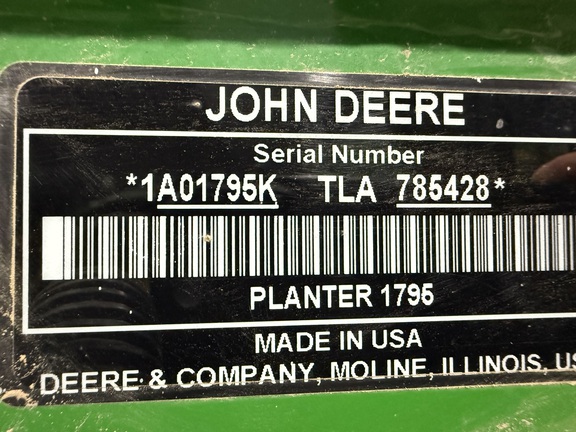 JOHN DEERE
Serial Number
*1A01795K TLA 785428*
PLANTER 1795
MADE IN USA
DEERE & COMPANY, MOLINE, ILLINOIS,